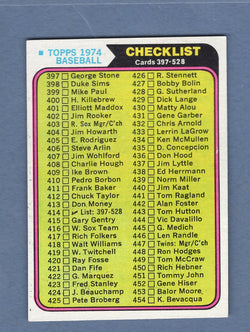 TOPPS 1974
BASEBALL
CHECKLIST
Cards 397-528
397 George Stone
398 Duke Sims
399 Mike Paul
400 H. Killebrew
401 Elliott Maddox
402 Jim Rooker
403 R. Sox Mgr/C'h
404 Jim Howarth
405 E. Rodriguez
406 Steve Arlin
407 Jim Wohlford
408 Charlie Hough
409 Ike Brown
410 Pedro Borbon
411 Frank Baker
412 Chuck Taylor
413 Don Money
414 List: 397-528
415 Gary Gentry
416 W. Sox Team
417 Rich Folkers
418 Walt Williams
419 W. Twitchell
420 Ray Fosse
421 Dan Fife
422 G. Marquez
423 Fred Stanley
424 J. Beauchamp
425 Pete Broberg
426 R. Stennett
427 Bobby Bolin
428 G. Sutherland
429 Dick Lange
430 Matty Alou
431 Gene Garber
432 Chris Arnold
433 Lerrin LaGrow
434 Ken McMullen
435 D. Concepcion
436 Don Hood
437 Jim Lyttle
438 Ed Herrmann
439 Norm Miller
440 Jim Kaat
441 Tom Ragland
442 Alan Foster
443 Tom Hutton
444 Vic Davalillo
445 G. Medich
446 Len Randle
447 Twins: Mgr/C'h
448 Ron Hodges
449 Tom McCraw
450 Rich Hebner
451 Tommy John
452 Gene Hiser
453 Balor Moore
454 K. Bevacqua